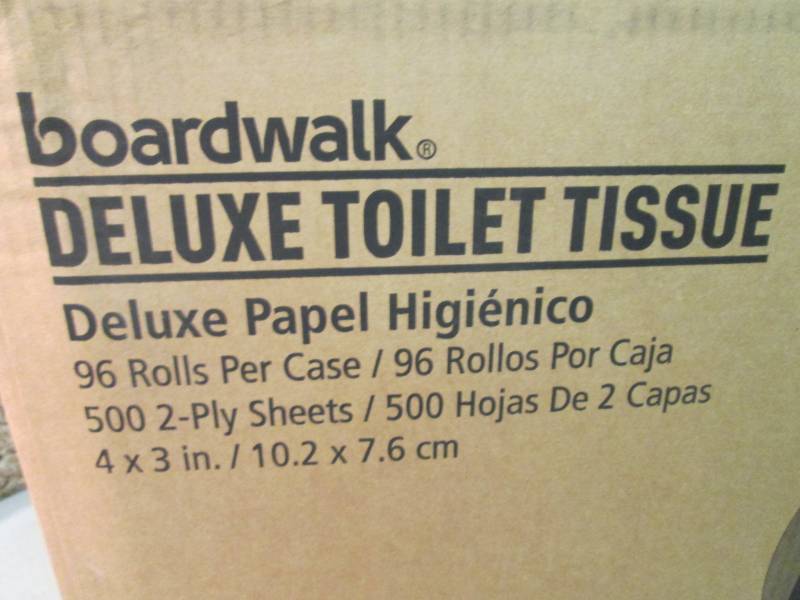 boardwalk®
DELUXE TOILET TISSUE
Deluxe Papel Higiénico
96 Rolls Per Case / 96 Rollos Por Caja
500 2-Ply Sheets / 500 Hojas De 2 Capas
4 x 3 in. / 10.2 x 7.6 cm